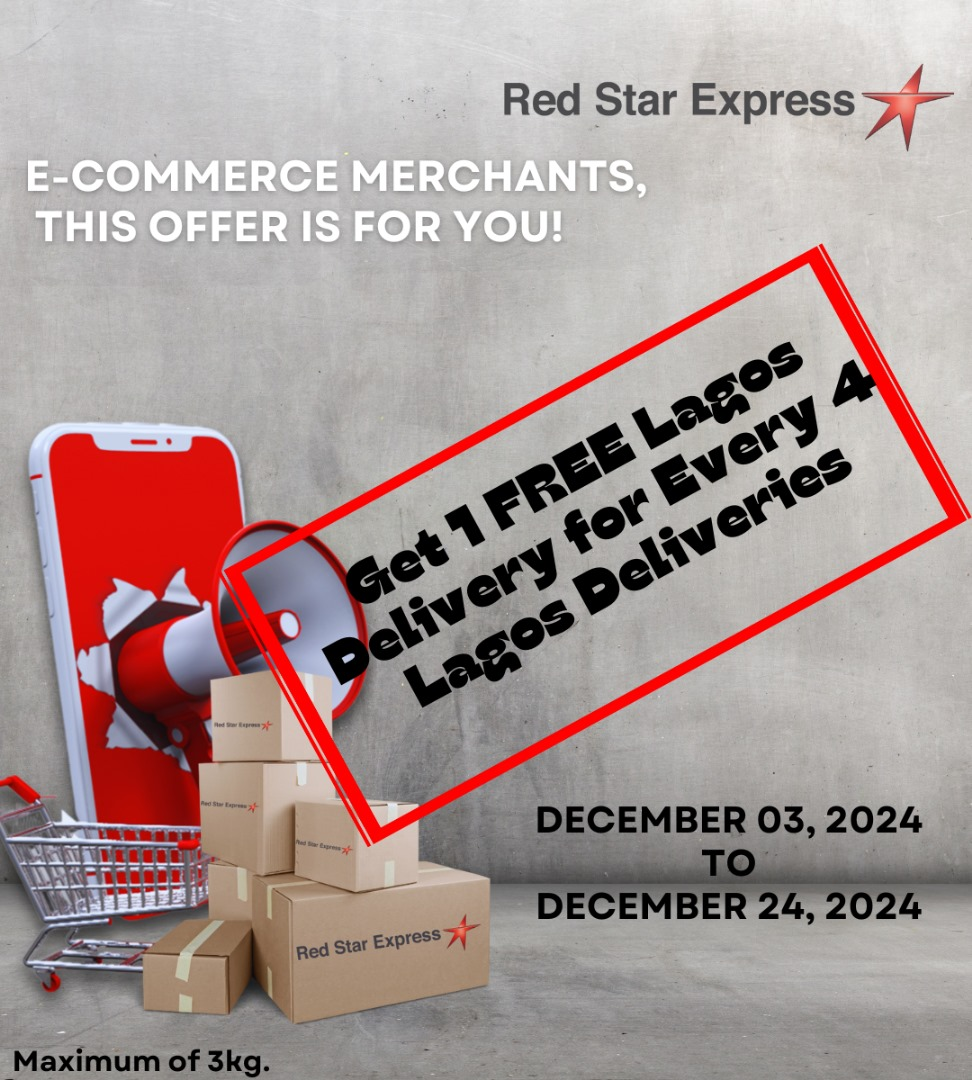 Red Star Express
E-COMMERCE MERCHANTS,
THIS OFFER IS FOR YOU!
Get 1 FREE Lagos
Delivery for Every 4
Lagos Deliveries
Red Star Express
Red Star Express
Red Star Express
Red Star Express
DECEMBER 03, 2024
TO
DECEMBER 24, 2024
Maximum of 3kg.